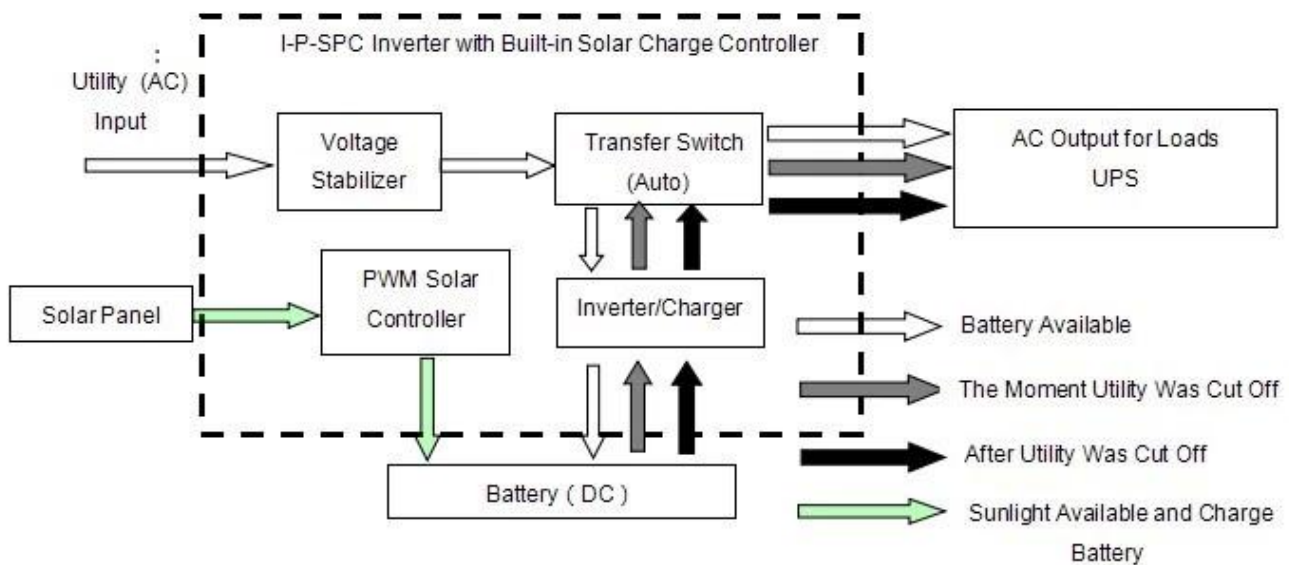 I-P-SPC Inverter with Built-in Solar Charge Controller
:
Utility (AC)
Input
Voltage
Stabilizer
Transfer Switch
(Auto)
AC Output for Loads
UPS
Solar Panel
PWM Solar
Controller
Inverter/Charger
Battery ( DC )
Battery Available
The Moment Utility Was Cut Off
After Utility Was Cut Off
Sunlight Available and Charge
Battery